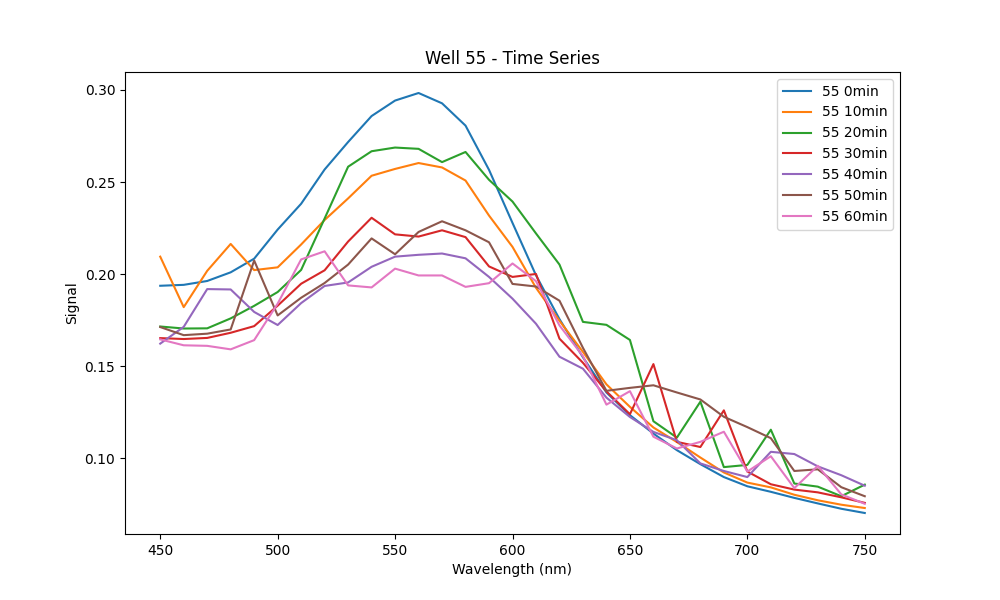 Well 55 - Time Series
55 0min
55 10min
55 20min
55 30min
55 40min
55 50min
55 60min
0.30
0.25
0.20
0.15
0.10
Signal
450 500 550 600 650 700 750
Wavelength (nm)